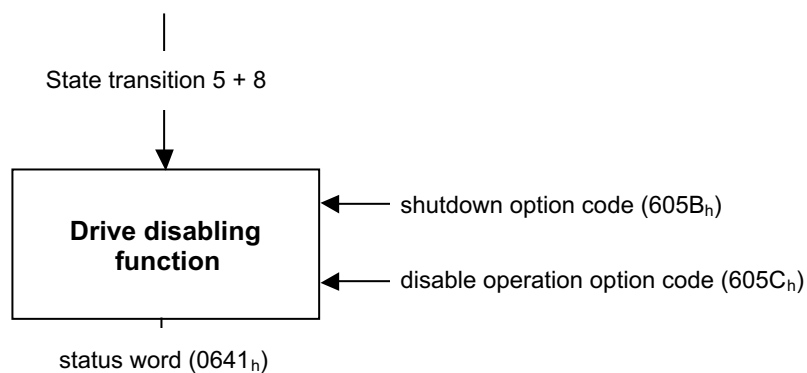 State transition 5 + 8
Drive disabling
function
shutdown option code (605Bₕ)
disable operation option code (605Cₕ)
status word (0641ₕ)